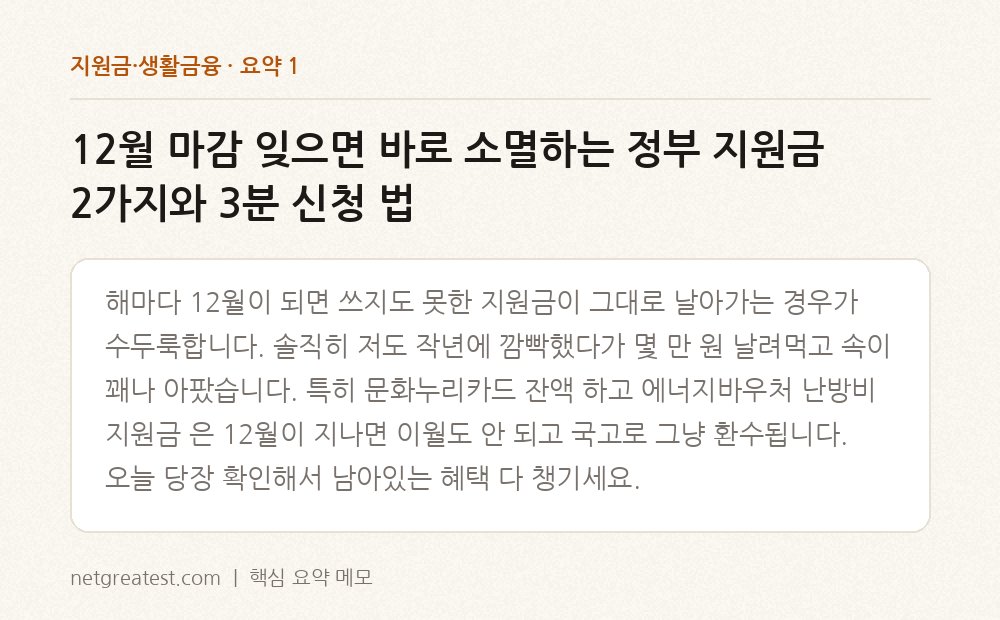 지원금·생활금융 · 요약 1
12월 마감 잊으면 바로 소멸하는 정부 지원금
2가지와 3분 신청 법
해마다 12월이 되면 쓰지도 못한 지원금이 그대로 날아가는 경우가
수두룩합니다. 솔직히 저도 작년에 깜빡했다가 몇 만 원 날려먹고 속이
꽤나 아팠습니다. 특히 문화누리카드 잔액 하고 에너지바우처 난방비
지원금 은 12월이 지나면 이월도 안 되고 국고로 그냥 환수됩니다.
오늘 당장 확인해서 남아있는 혜택 다 챙기세요.
netgreatest.com | 핵심 요약 메모